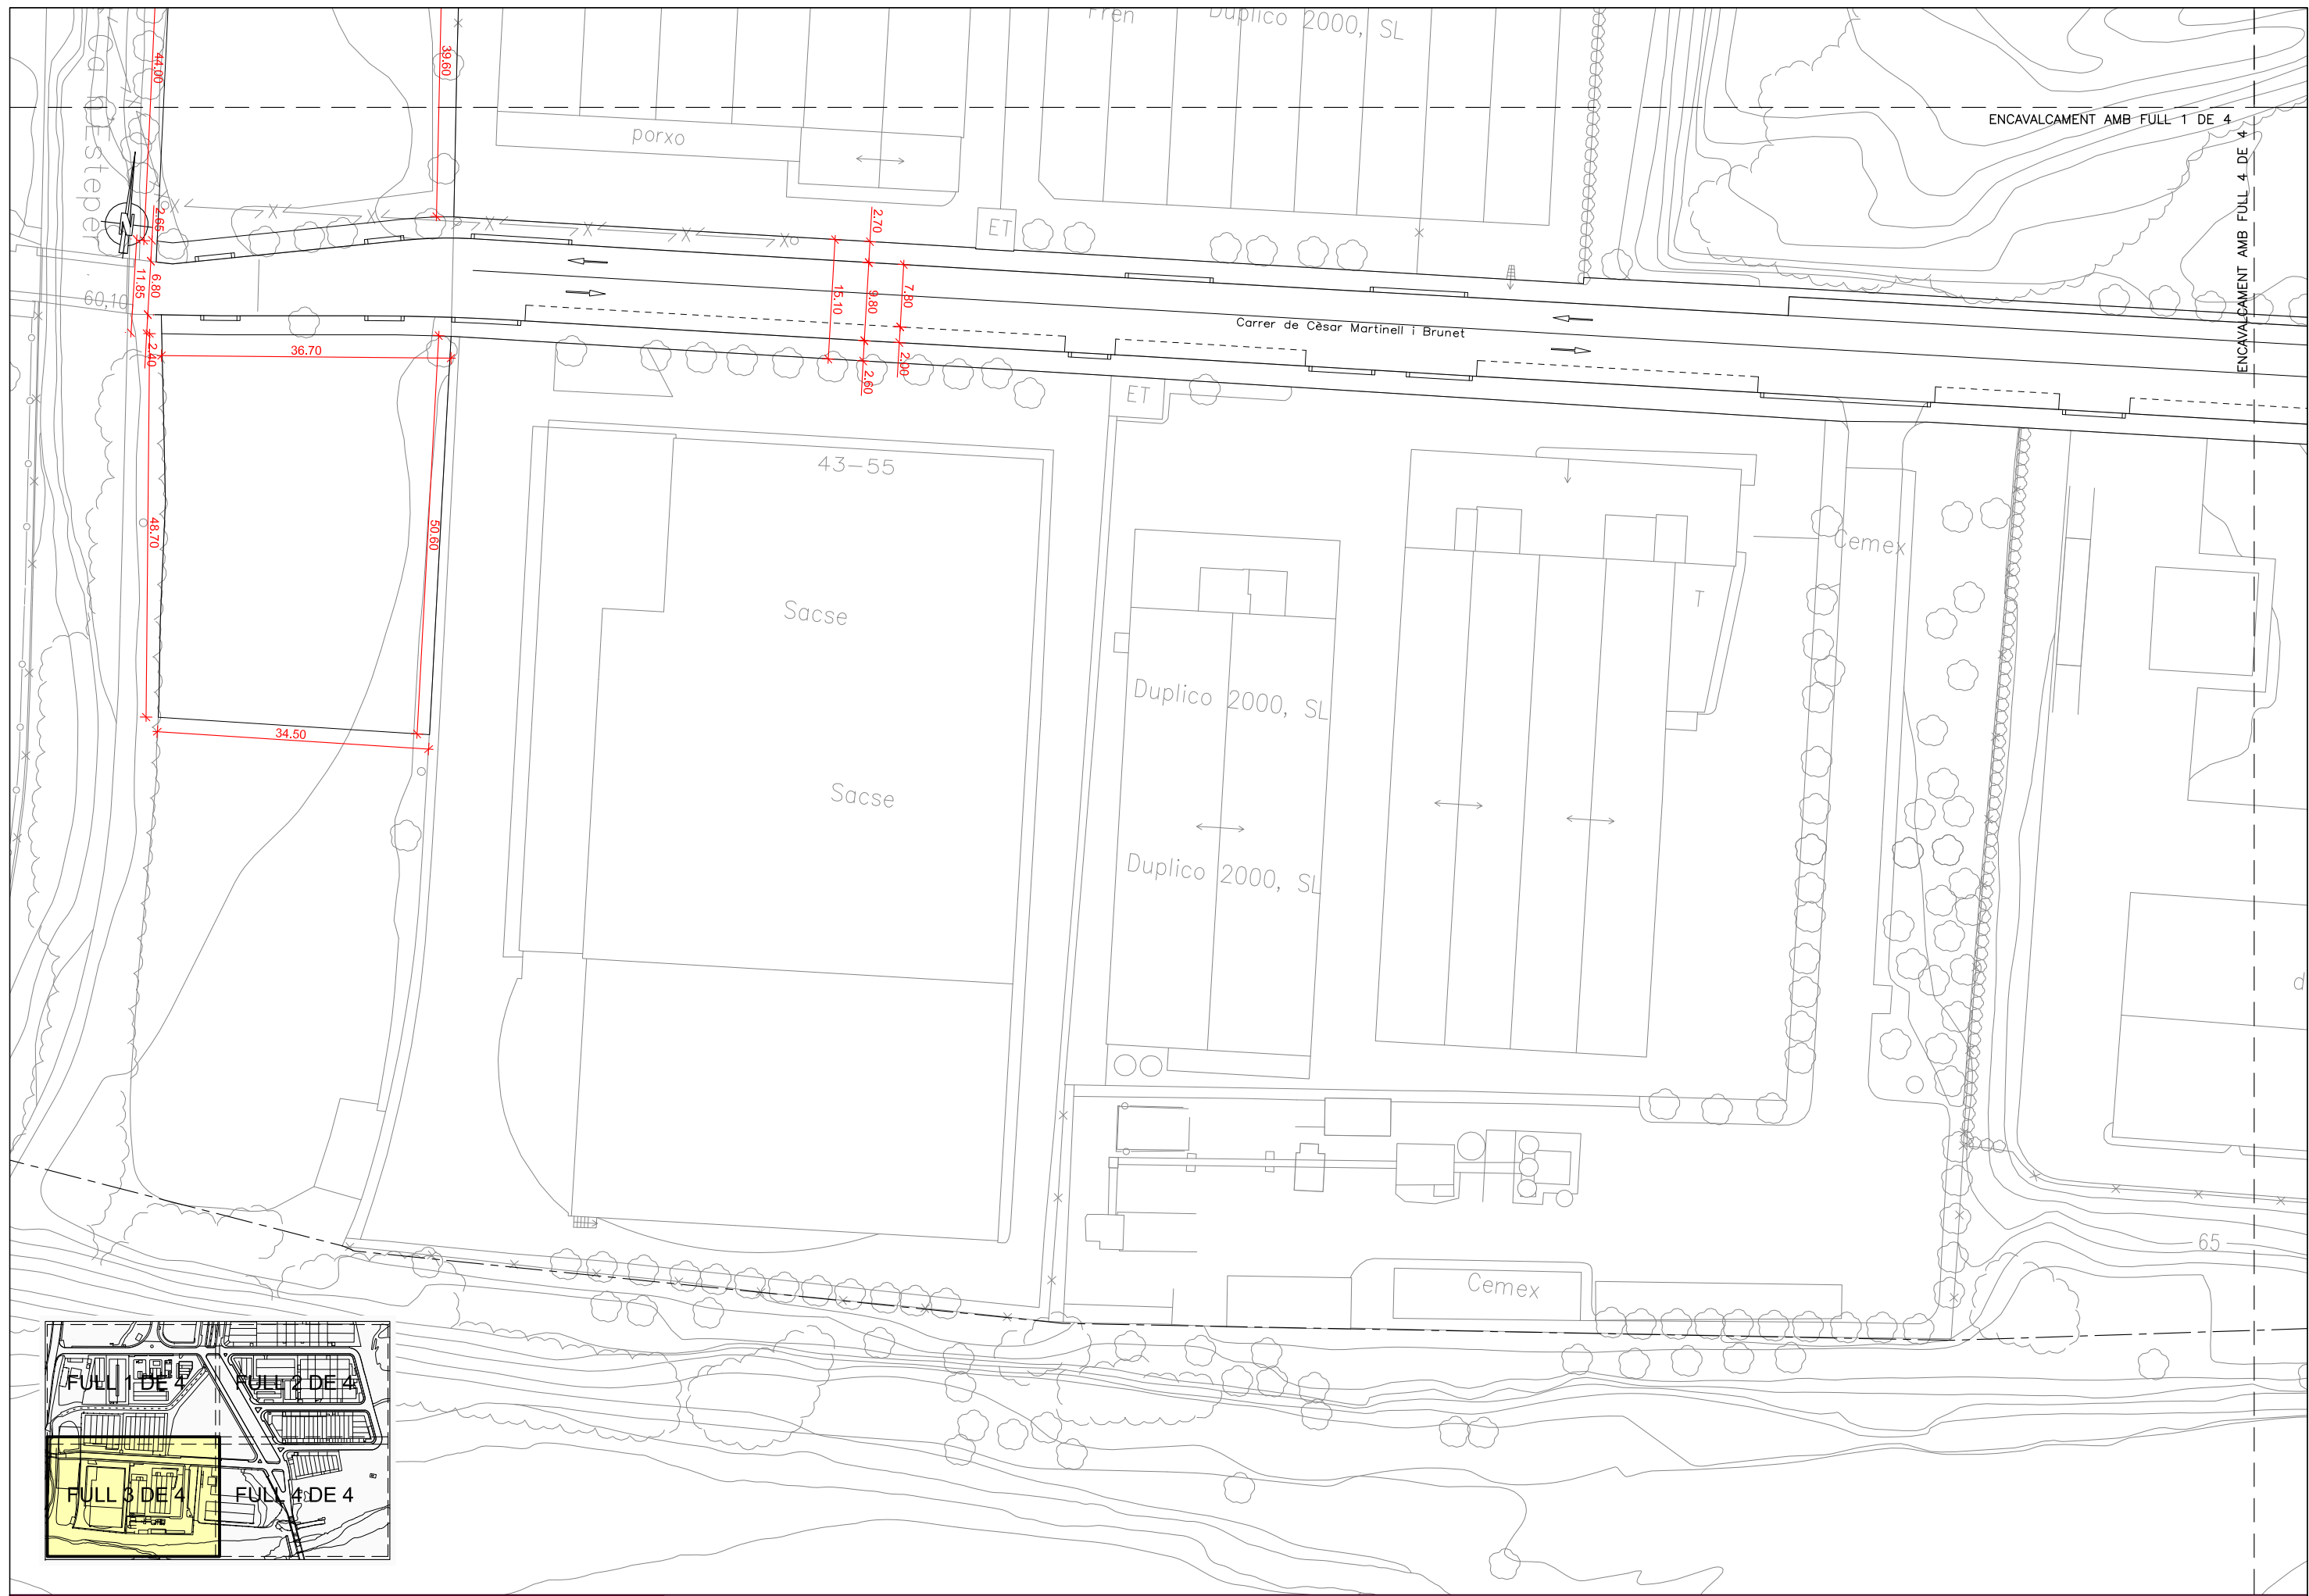 Fren
Duplico 2000, SL
44.00
39.60
ca n'Esteper
porxo
ENCAVALCAMENT AMB FULL 1 DE 4
ENCAVALCAMENT AMB FULL 4 DE 4
2.65
ET
2.70
11.85
6.80
60,10
15.10
9.80
7.80
Carrer de Cèsar Martinell i Brunet
2.40
36.70
2.60
2.00
ET
43-55
48.70
50.60
Cemex
Sacse
T
Duplico 2000, SL
34.50
Sacse
Duplico 2000, SL
d
65
Cemex
FULL 1 DE 4
FULL 2 DE 4
FULL 3 DE 4
FULL 4 DE 4